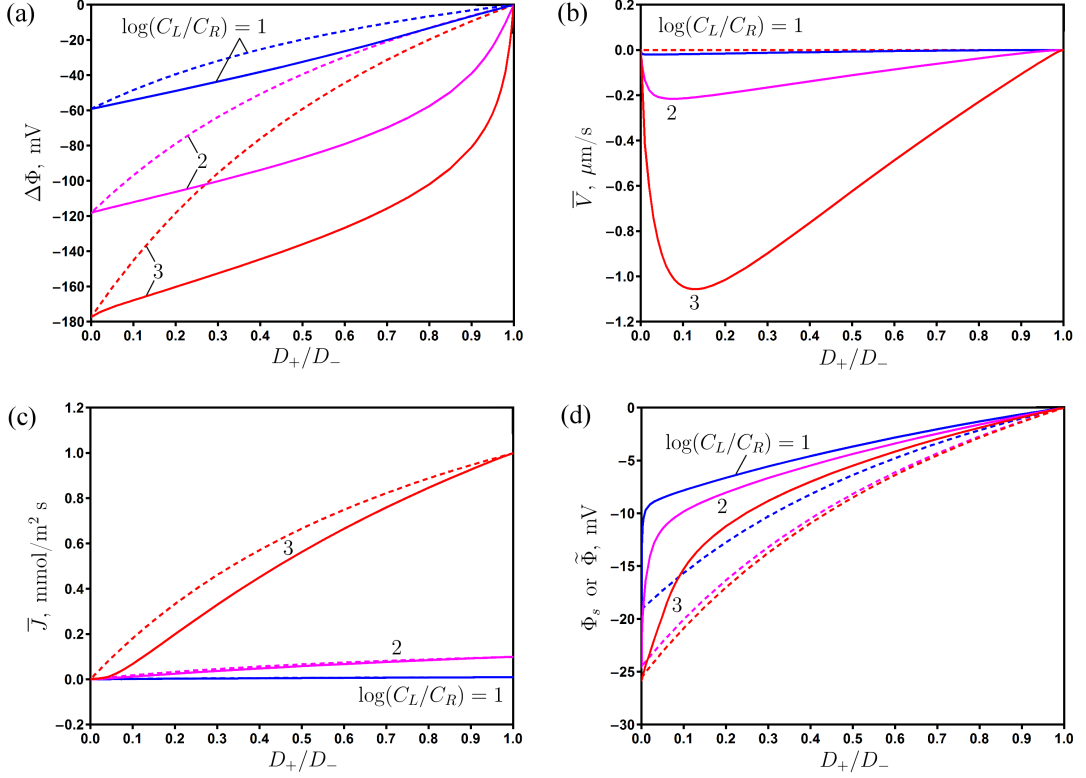 (a)
log(C_L/C_R) = 1
2
3
ΔΦ, mV
0
−20
−40
−60
−80
−100
−120
−140
−160
−180
0.0 0.1 0.2 0.3 0.4 0.5 0.6 0.7 0.8 0.9 1.0
D_+/D_−
(b)
log(C_L/C_R) = 1
2
3
V̅, μm/s
0.2
0.0
−0.2
−0.4
−0.6
−0.8
−1.0
−1.2
0.0 0.1 0.2 0.3 0.4 0.5 0.6 0.7 0.8 0.9 1.0
D_+/D_−
(c)
3
2
log(C_L/C_R) = 1
J̅, mmol/m² s
1.2
1.0
0.8
0.6
0.4
0.2
0.0
−0.2
0.0 0.1 0.2 0.3 0.4 0.5 0.6 0.7 0.8 0.9 1.0
D_+/D_−
(d)
log(C_L/C_R) = 1
2
3
Φ_s or Φ̃, mV
0
−5
−10
−15
−20
−25
−30
0.0 0.1 0.2 0.3 0.4 0.5 0.6 0.7 0.8 0.9 1.0
D_+/D_−